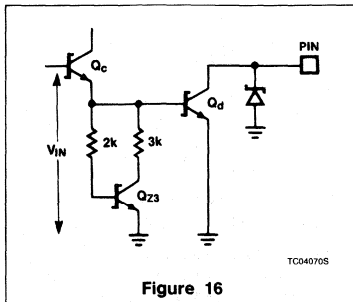 PIN
Qc
Qd
2k
3k
VIN
QZ3
TC04070S
Figure 16